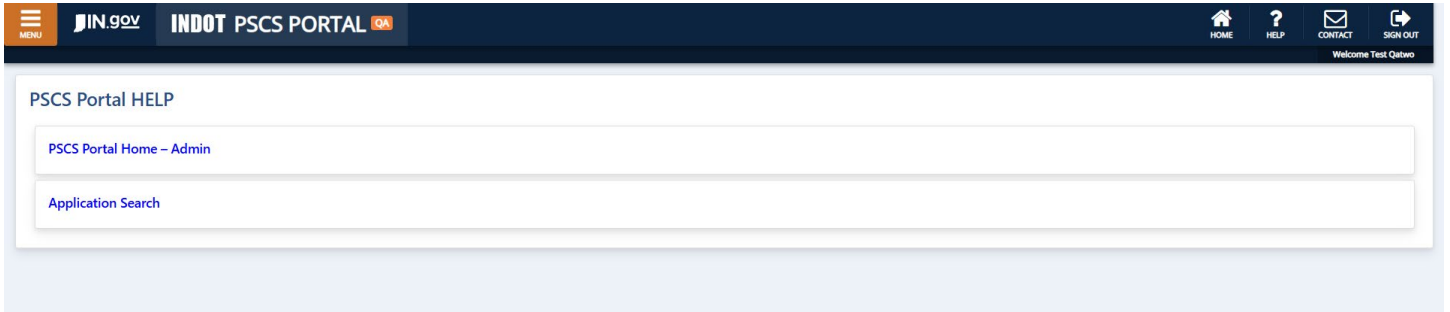 MENU
IN.gov
INDOT PSCS PORTAL QA
HOME
HELP
CONTACT
SIGN OUT
Welcome Test Qatwo
PSCS Portal HELP
PSCS Portal Home – Admin
Application Search